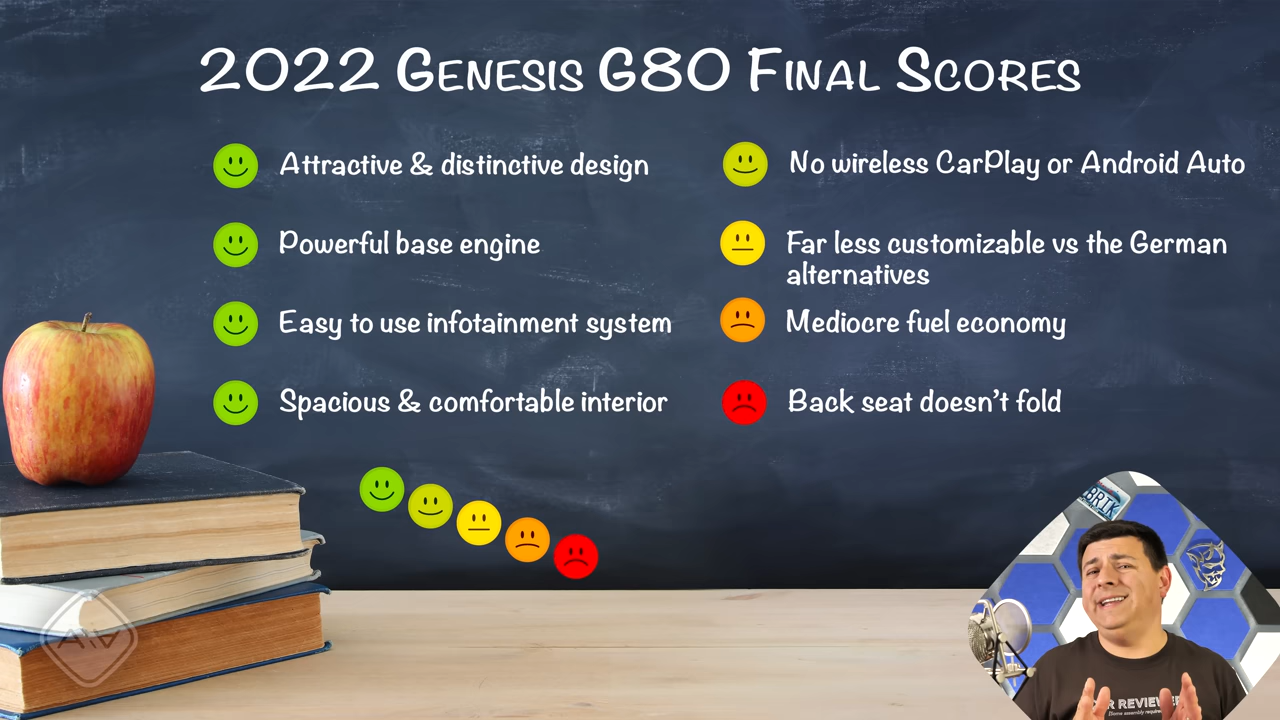 2022 Genesis G80 Final Scores
Attractive & distinctive design
Powerful base engine
Easy to use infotainment system
Spacious & comfortable interior
No wireless CarPlay or Android Auto
Far less customizable vs the German
alternatives
Mediocre fuel economy
Back seat doesn't fold
BRIK
REVIEWER